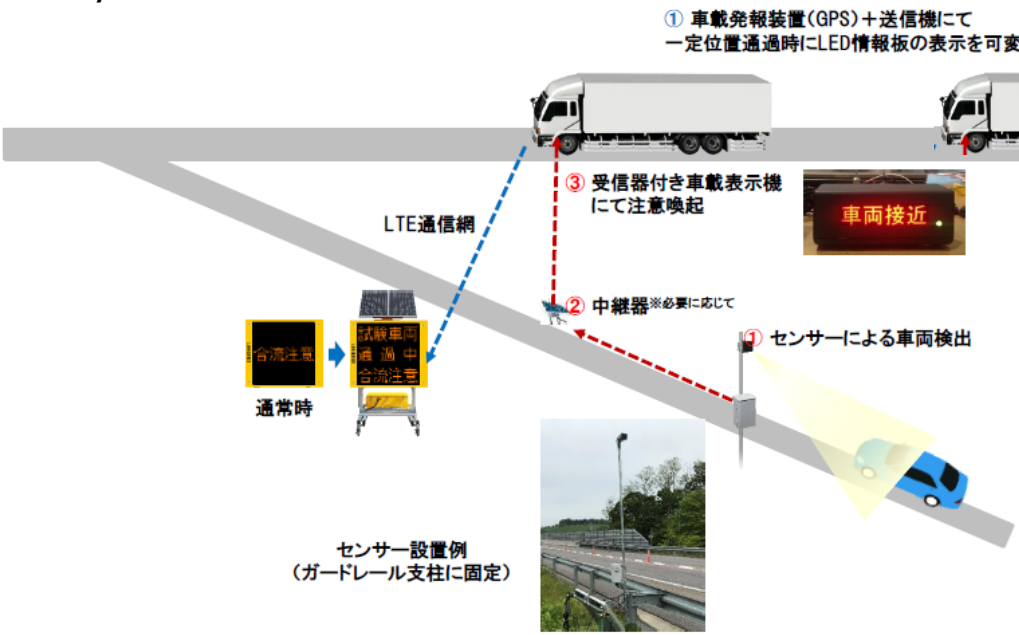 ① 車載発報装置(GPS)+送信機にて
一定位置通過時にLED情報板の表示を可変
③ 受信器付き車載表示機
にて注意喚起
車両接近
LTE通信網
② 中継器※必要に応じて
① センサーによる車両検出
合流注意
試験車両
通過中
合流注意
通常時
センサー設置例
(ガードレール支柱に固定)